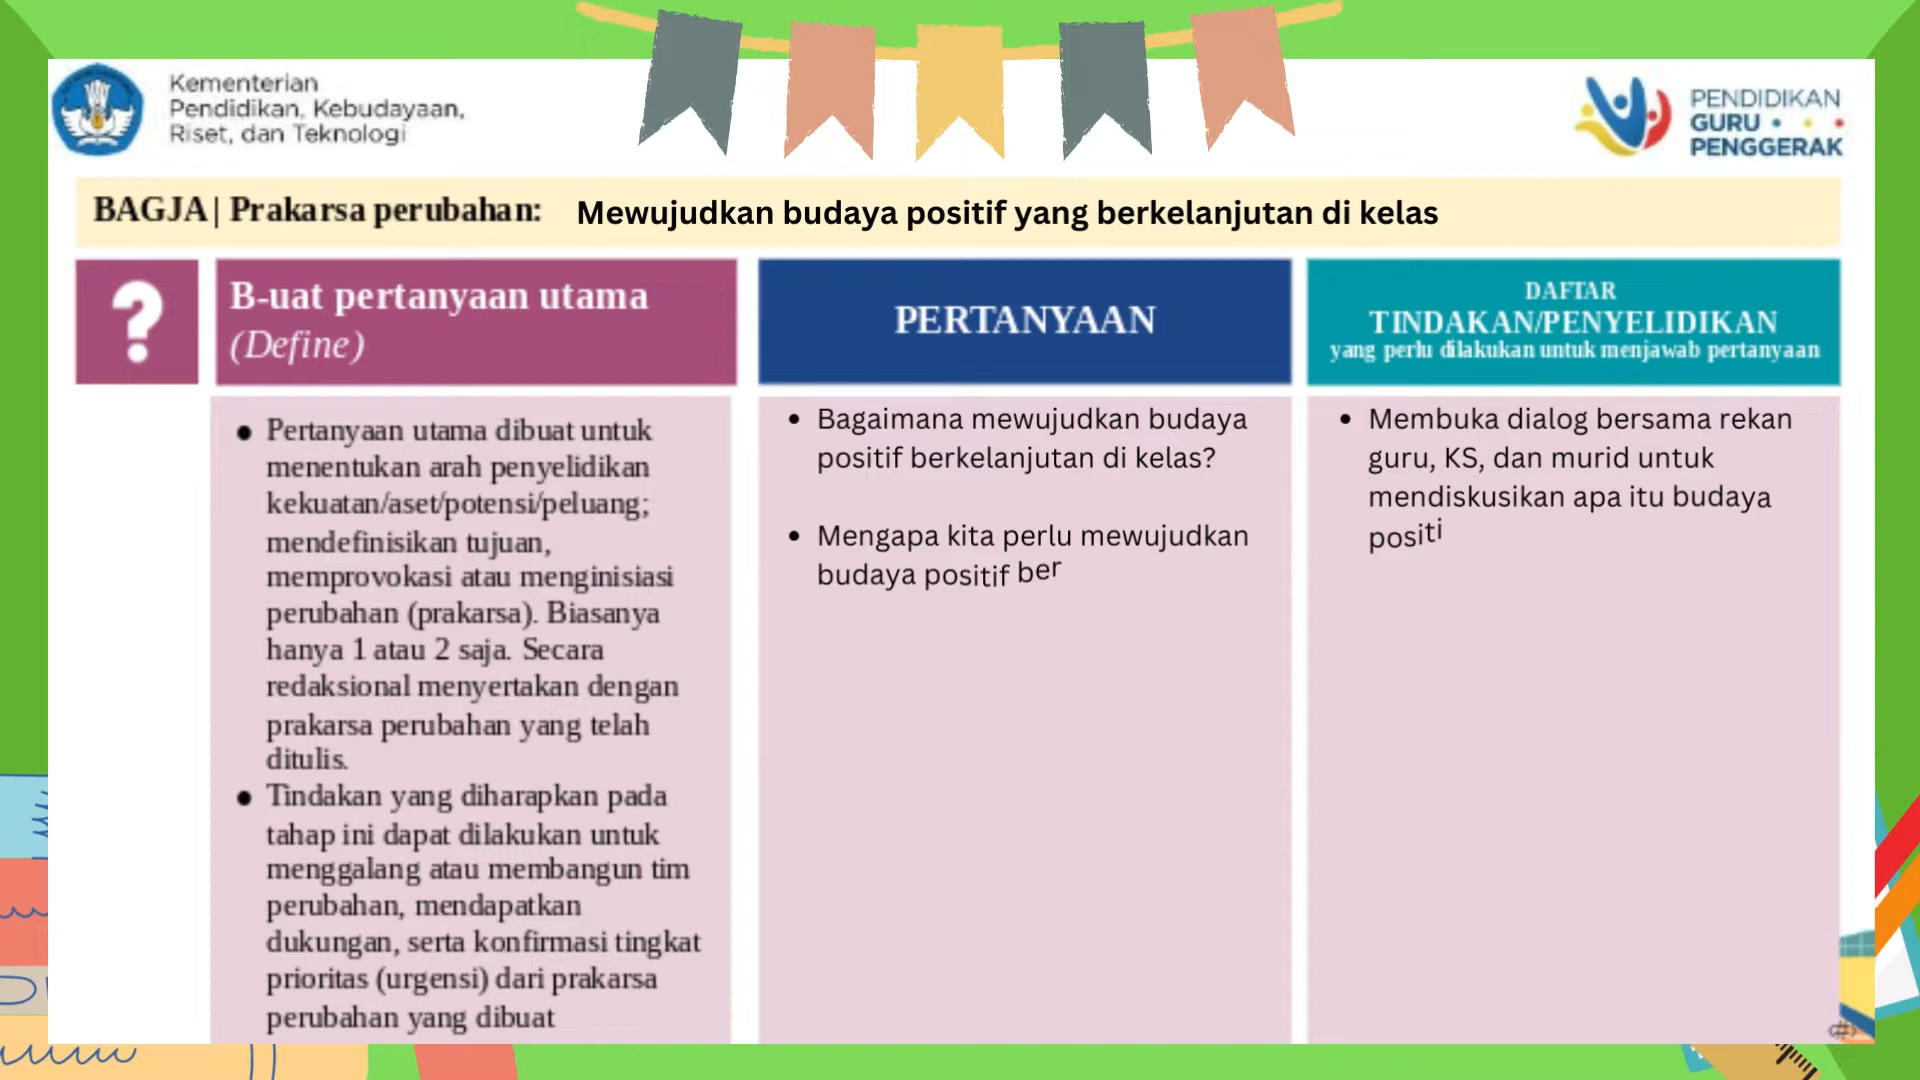 Kementerian
Pendidikan, Kebudayaan,
Riset, dan Teknologi
PENDIDIKAN
GURU
PENGGERAK
BAGJA | Prakarsa perubahan: Mewujudkan budaya positif yang berkelanjutan di kelas
?
B-uat pertanyaan utama
(Define)
PERTANYAAN
DAFTAR
TINDAKAN/PENYELIDIKAN
yang perlu dilakukan untuk menjawab pertanyaan
● Pertanyaan utama dibuat untuk
menentukan arah penyelidikan
kekuatan/aset/potensi/peluang;
mendefinisikan tujuan,
memprovokasi atau menginisiasi
perubahan (prakarsa). Biasanya
hanya 1 atau 2 saja. Secara
redaksional menyertakan dengan
prakarsa perubahan yang telah
ditulis.
● Tindakan yang diharapkan pada
tahap ini dapat dilakukan untuk
menggalang atau membangun tim
perubahan, mendapatkan
dukungan, serta konfirmasi tingkat
prioritas (urgensi) dari prakarsa
perubahan yang dibuat
• Bagaimana mewujudkan budaya
positif berkelanjutan di kelas?
• Mengapa kita perlu mewujudkan
budaya positif ber
• Membuka dialog bersama rekan
guru, KS, dan murid untuk
mendiskusikan apa itu budaya
positi